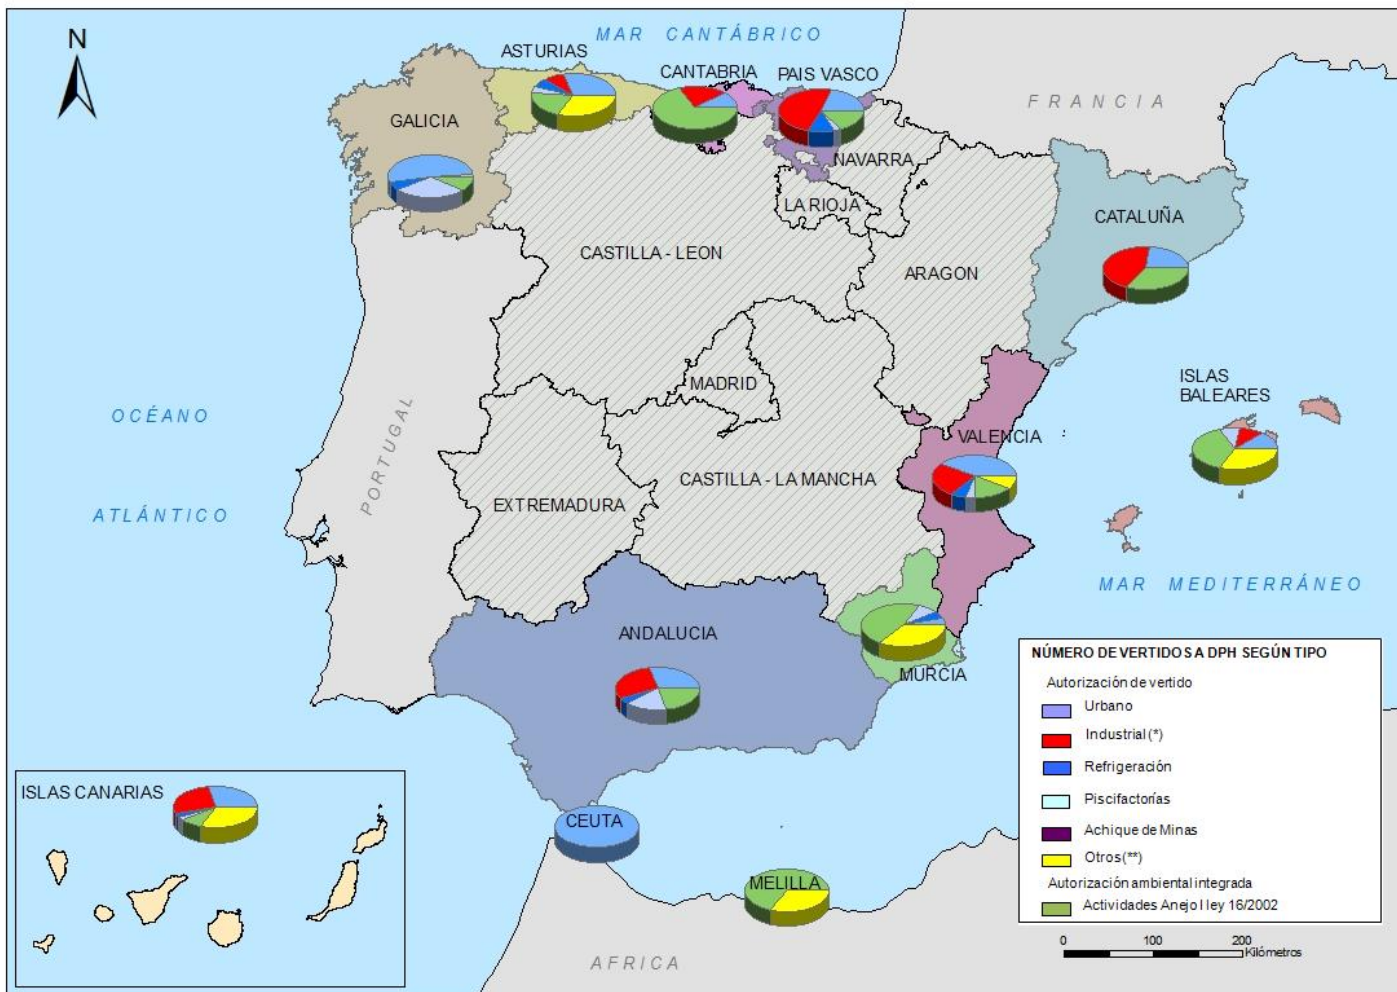 N
MAR CANTÁBRICO
ASTURIAS
CANTABRIA
PAIS VASCO
FRANCIA
GALICIA
NAVARRA
LA RIOJA
CATALUÑA
CASTILLA - LEON
ARAGON
MADRID
ISLAS
BALEARES
OCÉANO
ATLÁNTICO
PORTUGAL
VALENCIA
CASTILLA - LA MANCHA
EXTREMADURA
MAR MEDITERRÁNEO
ANDALUCIA
MURCIA
NÚMERO DE VERTIDOS A DPH SEGÚN TIPO
Autorización de vertido
Urbano
Industrial (*)
Refrigeración
Piscifactorías
Achique de Minas
Otros (**)
Autorización ambiental integrada
Actividades Anejo I ley 16/2002
ISLAS CANARIAS
CEUTA
MELILLA
AFRICA
0 100 200
Kilómetros